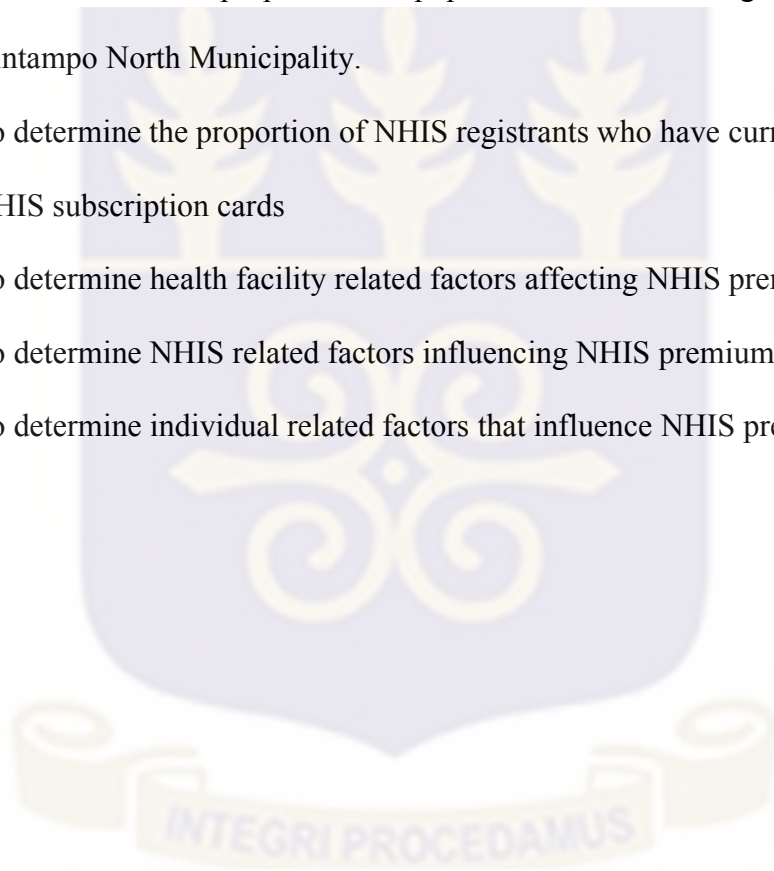 ntampo North Municipality.
o determine the proportion of NHIS registrants who have curr
HIS subscription cards
o determine health facility related factors affecting NHIS pre
o determine NHIS related factors influencing NHIS premium
o determine individual related factors that influence NHIS pre
INTEGRI PROCEDAMUS